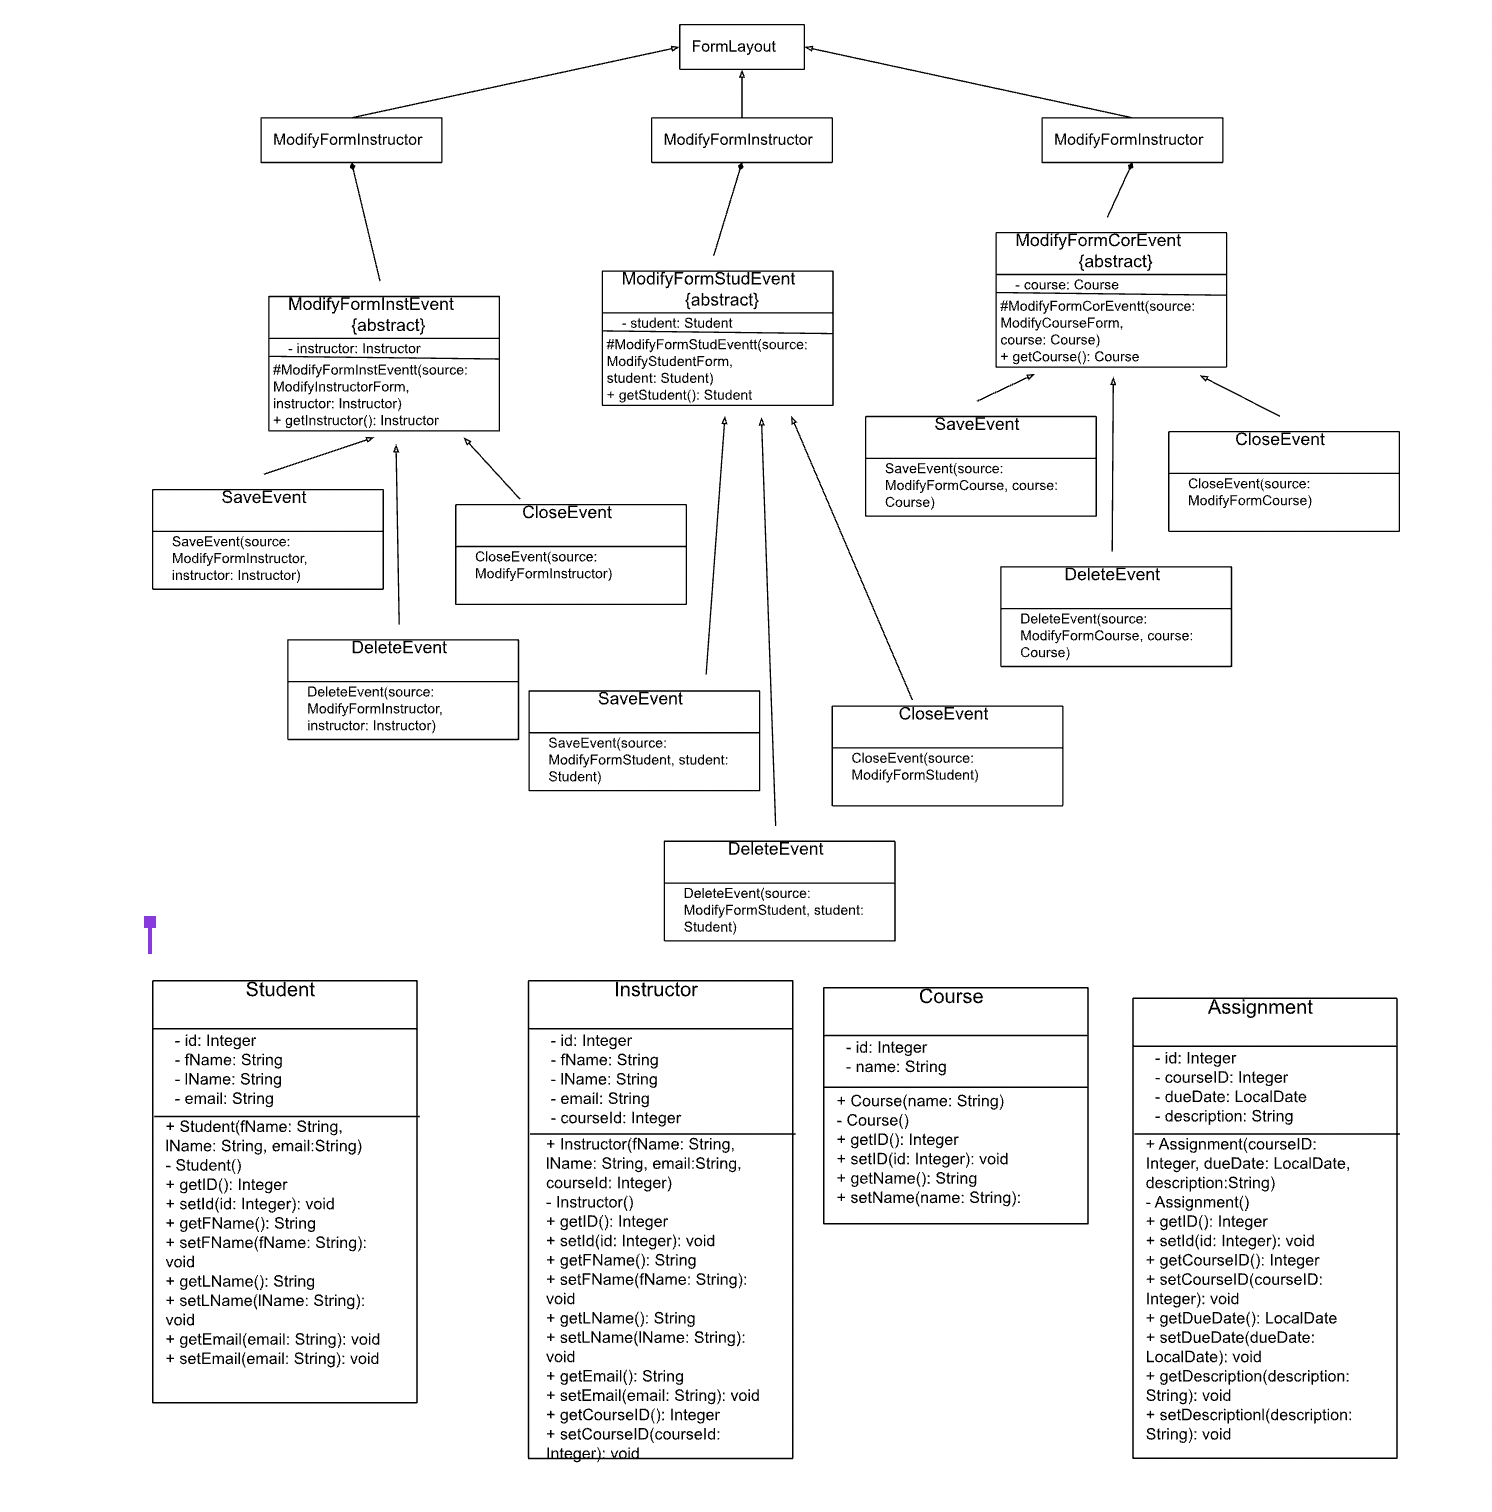 FormLayout
ModifyFormInstructor
ModifyFormInstructor
ModifyFormInstructor
ModifyFormInstEvent
{abstract}
- instructor: Instructor
#ModifyFormInstEventt(source:
ModifyInstructorForm,
instructor: Instructor)
+ getInstructor(): Instructor
ModifyFormStudEvent
{abstract}
- student: Student
#ModifyFormStudEventt(source:
ModifyStudentForm,
student: Student)
+ getStudent(): Student
ModifyFormCorEvent
{abstract}
- course: Course
#ModifyFormCorEventt(source:
ModifyCourseForm,
course: Course)
+ getCourse(): Course
SaveEvent
SaveEvent(source:
ModifyFormInstructor,
instructor: Instructor)
CloseEvent
CloseEvent(source:
ModifyFormInstructor)
DeleteEvent
DeleteEvent(source:
ModifyFormInstructor,
instructor: Instructor)
SaveEvent
SaveEvent(source:
ModifyFormStudent, student:
Student)
CloseEvent
CloseEvent(source:
ModifyFormStudent)
DeleteEvent
DeleteEvent(source:
ModifyFormStudent, student:
Student)
SaveEvent
SaveEvent(source:
ModifyFormCourse, course:
Course)
CloseEvent
CloseEvent(source:
ModifyFormCourse)
DeleteEvent
DeleteEvent(source:
ModifyFormCourse, course:
Course)
Student
- id: Integer
- fName: String
- lName: String
- email: String
+ Student(fName: String,
lName: String, email:String)
- Student()
+ getID(): Integer
+ setId(id: Integer): void
+ getFName(): String
+ setFName(fName: String):
void
+ getLName(): String
+ setLName(lName: String):
void
+ getEmail(email: String): void
+ setEmail(email: String): void
Instructor
- id: Integer
- fName: String
- lName: String
- email: String
- courseId: Integer
+ Instructor(fName: String,
lName: String, email:String,
courseId: Integer)
- Instructor()
+ getID(): Integer
+ setId(id: Integer): void
+ getFName(): String
+ setFName(fName: String):
void
+ getLName(): String
+ setLName(lName: String):
void
+ getEmail(): String
+ setEmail(email: String): void
+ getCourseID(): Integer
+ setCourseID(courseId:
Integer): void
Course
- id: Integer
- name: String
+ Course(name: String)
- Course()
+ getID(): Integer
+ setID(id: Integer): void
+ getName(): String
+ setName(name: String):
Assignment
- id: Integer
- courseID: Integer
- dueDate: LocalDate
- description: String
+ Assignment(courseID:
Integer, dueDate: LocalDate,
description:String)
- Assignment()
+ getID(): Integer
+ setId(id: Integer): void
+ getCourseID(): Integer
+ setCourseID(courseID:
Integer): void
+ getDueDate(): LocalDate
+ setDueDate(dueDate:
LocalDate): void
+ getDescription(description:
String): void
+ setDescriptionl(description:
String): void